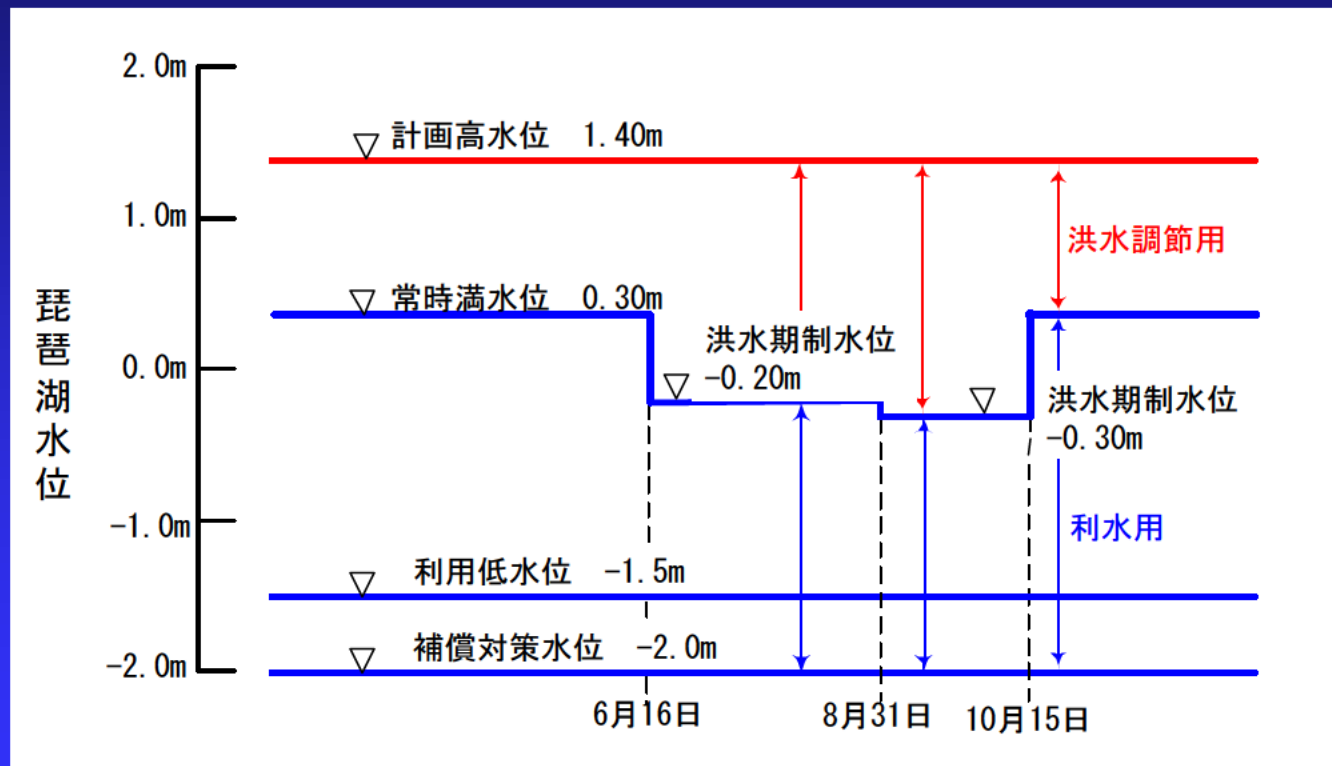 2.0m
計画高水位 1.40m
1.0m
洪水調節用
琵琶湖水位
常時満水位 0.30m
洪水期制水位
-0.20m
0.0m
洪水期制水位
-0.30m
-1.0m
利水用
利用低水位 -1.5m
補償対策水位 -2.0m
-2.0m
6月16日
8月31日
10月15日